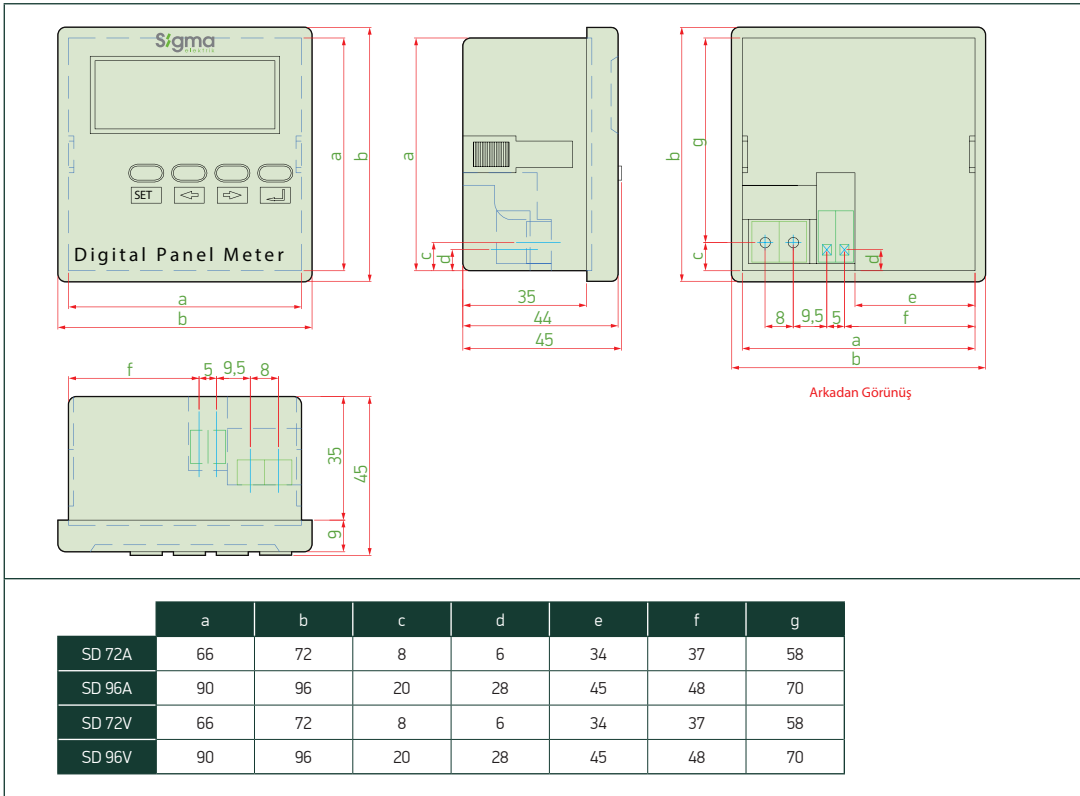 Sigma
elektrik
SET
Digital Panel Meter
a
b
a
b
a
c
d
35
44
45
b
g
c
d
e
8
9,5
5
f
a
b
Arkadan Görünüş
f
5
9,5
8
35
45
9
a b c d e f g
SD 72A 66 72 8 6 34 37 58
SD 96A 90 96 20 28 45 48 70
SD 72V 66 72 8 6 34 37 58
SD 96V 90 96 20 28 45 48 70